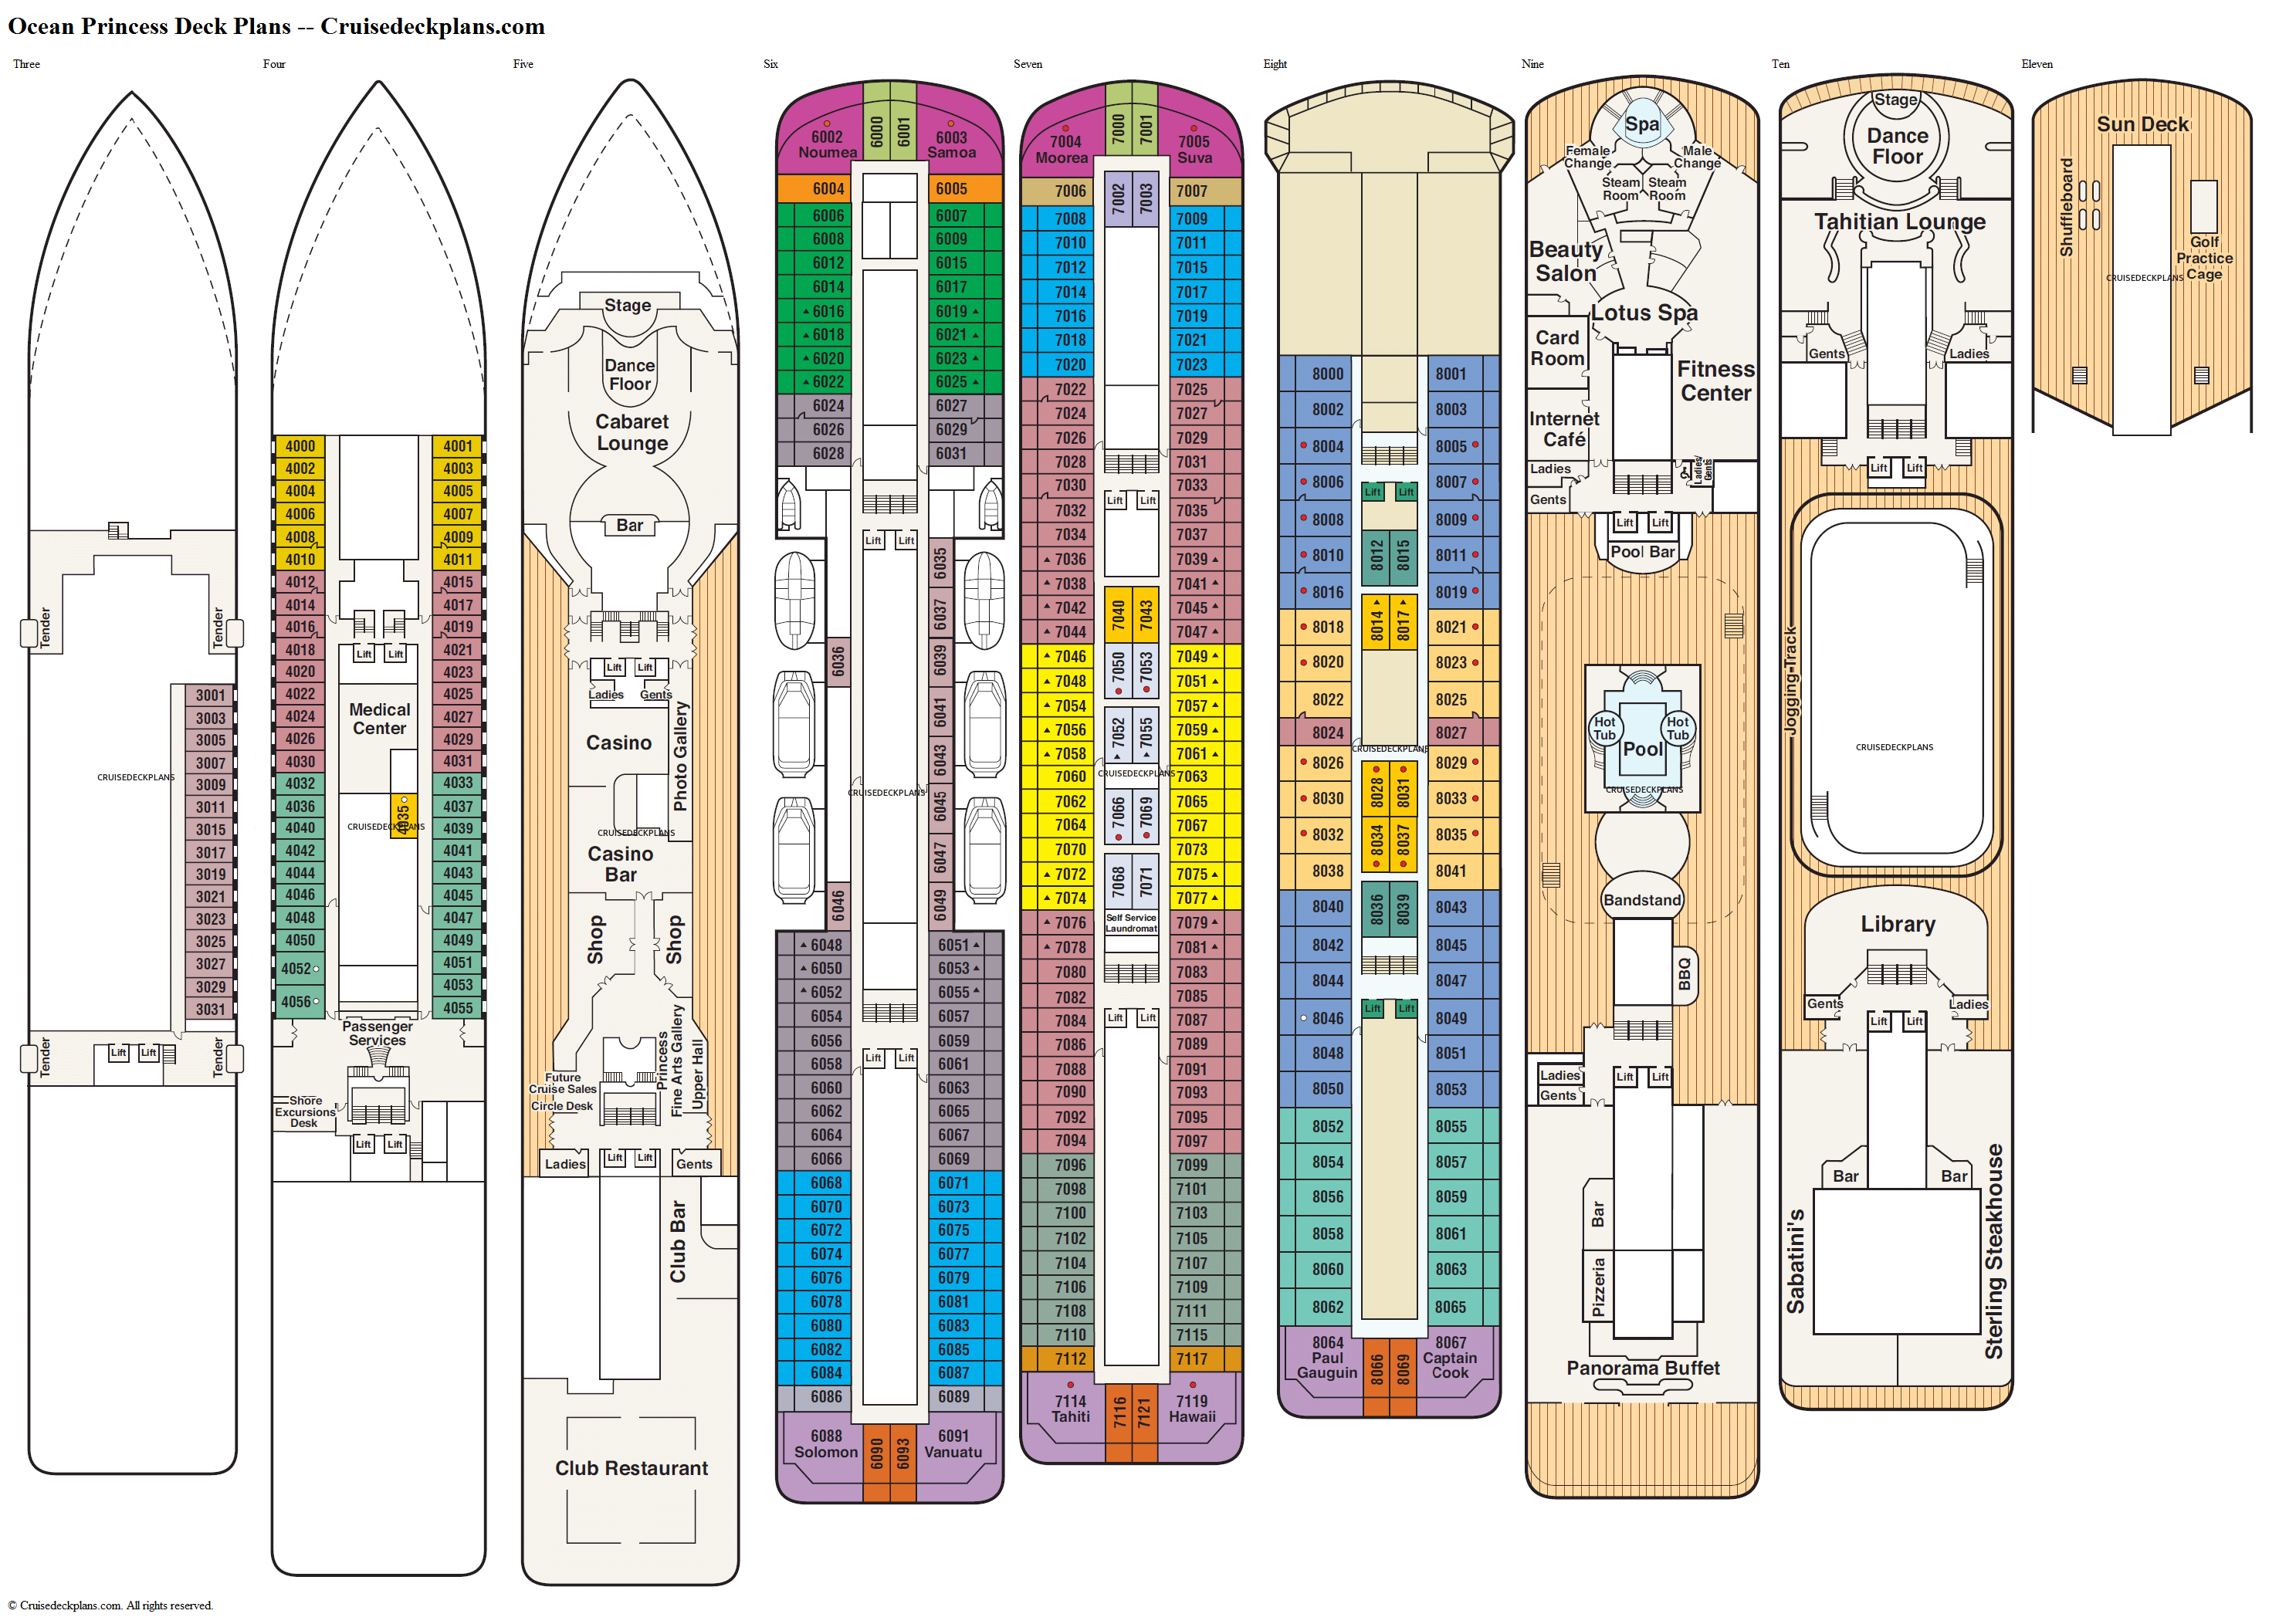 Ocean Princess Deck Plans -- Cruisedeckplans.com
Three
Four
Five
Six
Seven
Eight
Nine
Ten
Eleven
Tender
Tender
3001
3003
3005
3007
3009
3011
3015
3017
3019
3021
3023
3025
3027
3029
3031
CRUISEDECKPLANS
Tender
Lift
Lift
Tender
4000
4001
4002
4003
4004
4005
4006
4007
4008
4009
4010
4011
4012
4015
4014
4017
4016
4019
4018
4021
4020
4023
4022
4025
4024
4027
4026
4029
4030
4031
4032
4033
4036
4037
4040
4039
4042
4041
4044
4043
4046
4045
4048
4047
4050
4049
4052
4051
4053
4056
4055
Lift
Lift
Medical
Center
4035
CRUISEDECKPLANS
Passenger
Services
Shore
Excursions
Desk
Lift
Lift
Stage
Dance
Floor
Cabaret
Lounge
Bar
Lift
Lift
Ladies
Gents
Casino
Photo Gallery
CRUISEDECKPLANS
Casino
Bar
Shop
Shop
Future
Cruise Sales
Circle Desk
Princess
Fine Arts Gallery
Upper Hall
Ladies
Lift
Lift
Gents
Club Bar
Club Restaurant
6002
Noumea
6000
6001
6003
Samoa
6004
6005
6006
6007
6008
6009
6012
6015
6014
6017
6016
6019
6018
6021
6020
6023
6022
6025
6024
6027
6026
6029
6028
6031
Lift
Lift
6035
6037
6036
6039
6041
6043
CRUISEDECKPLANS
6045
6047
6046
6049
6048
6051
6050
6053
6052
6055
6054
6057
6056
6059
6058
6061
Lift
Lift
6060
6063
6062
6065
6064
6067
6066
6069
6068
6071
6070
6073
6072
6075
6074
6077
6076
6079
6078
6081
6080
6083
6082
6085
6084
6087
6086
6089
6088
Solomon
6090
6093
6091
Vanuatu
7004
Moorea
7000
7001
7005
Suva
7006
7002
7003
7007
7008
7009
7010
7011
7012
7015
7014
7017
7016
7019
7018
7021
7020
7023
7022
7025
7024
7027
7026
7029
7028
7031
7030
7033
Lift
Lift
7032
7035
7034
7037
7036
7039
7038
7041
7042
7040
7043
7045
7044
7047
7046
7049
7048
7050
7053
7051
7054
7057
7056
7052
7055
7059
7058
7061
CRUISEDECKPLANS
7060
7063
7062
7066
7069
7065
7064
7067
7070
7073
7072
7068
7071
7075
7074
7077
Self Service
Laundromat
7076
7079
7078
7081
7080
7083
7082
7085
7084
Lift
Lift
7087
7086
7089
7088
7091
7090
7093
7092
7095
7094
7097
7096
7099
7098
7101
7100
7103
7102
7105
7104
7107
7106
7109
7108
7111
7110
7115
7112
7117
7114
Tahiti
7116
7121
7119
Hawaii
8000
8001
8002
8003
8004
8005
8006
Lift
Lift
8007
8008
8009
8010
8012
8015
8011
8016
8019
8018
8014
8017
8021
8020
8023
8022
8025
8024
8027
CRUISEDECKPLANS
8026
8029
8030
8028
8031
8033
8032
8034
8037
8035
8038
8041
8040
8036
8039
8043
8042
8045
8044
8047
8046
Lift
Lift
8049
8048
8051
8050
8053
8052
8055
8054
8057
8056
8059
8058
8061
8060
8063
8062
8065
8064
Paul
Gauguin
8066
8069
8067
Captain
Cook
Spa
Female
Change
Male
Change
Steam
Room
Steam
Room
Beauty
Salon
Lotus Spa
Card
Room
Fitness
Center
Internet
Café
Ladies
Gents
Ladies/
Gents
Lift
Lift
Pool Bar
Hot
Tub
Hot
Tub
Pool
CRUISEDECKPLANS
Bandstand
BBQ
Ladies
Gents
Lift
Lift
Bar
Pizzeria
Panorama Buffet
Stage
Dance
Floor
Tahitian Lounge
Gents
Ladies
Lift
Lift
Jogging Track
CRUISEDECKPLANS
Library
Gents
Ladies
Lift
Lift
Bar
Bar
Sabatini's
Sterling Steakhouse
Sun Deck
Shuffleboard
Golf
Practice
Cage
CRUISEDECKPLANS
© Cruisedeckplans.com. All rights reserved.